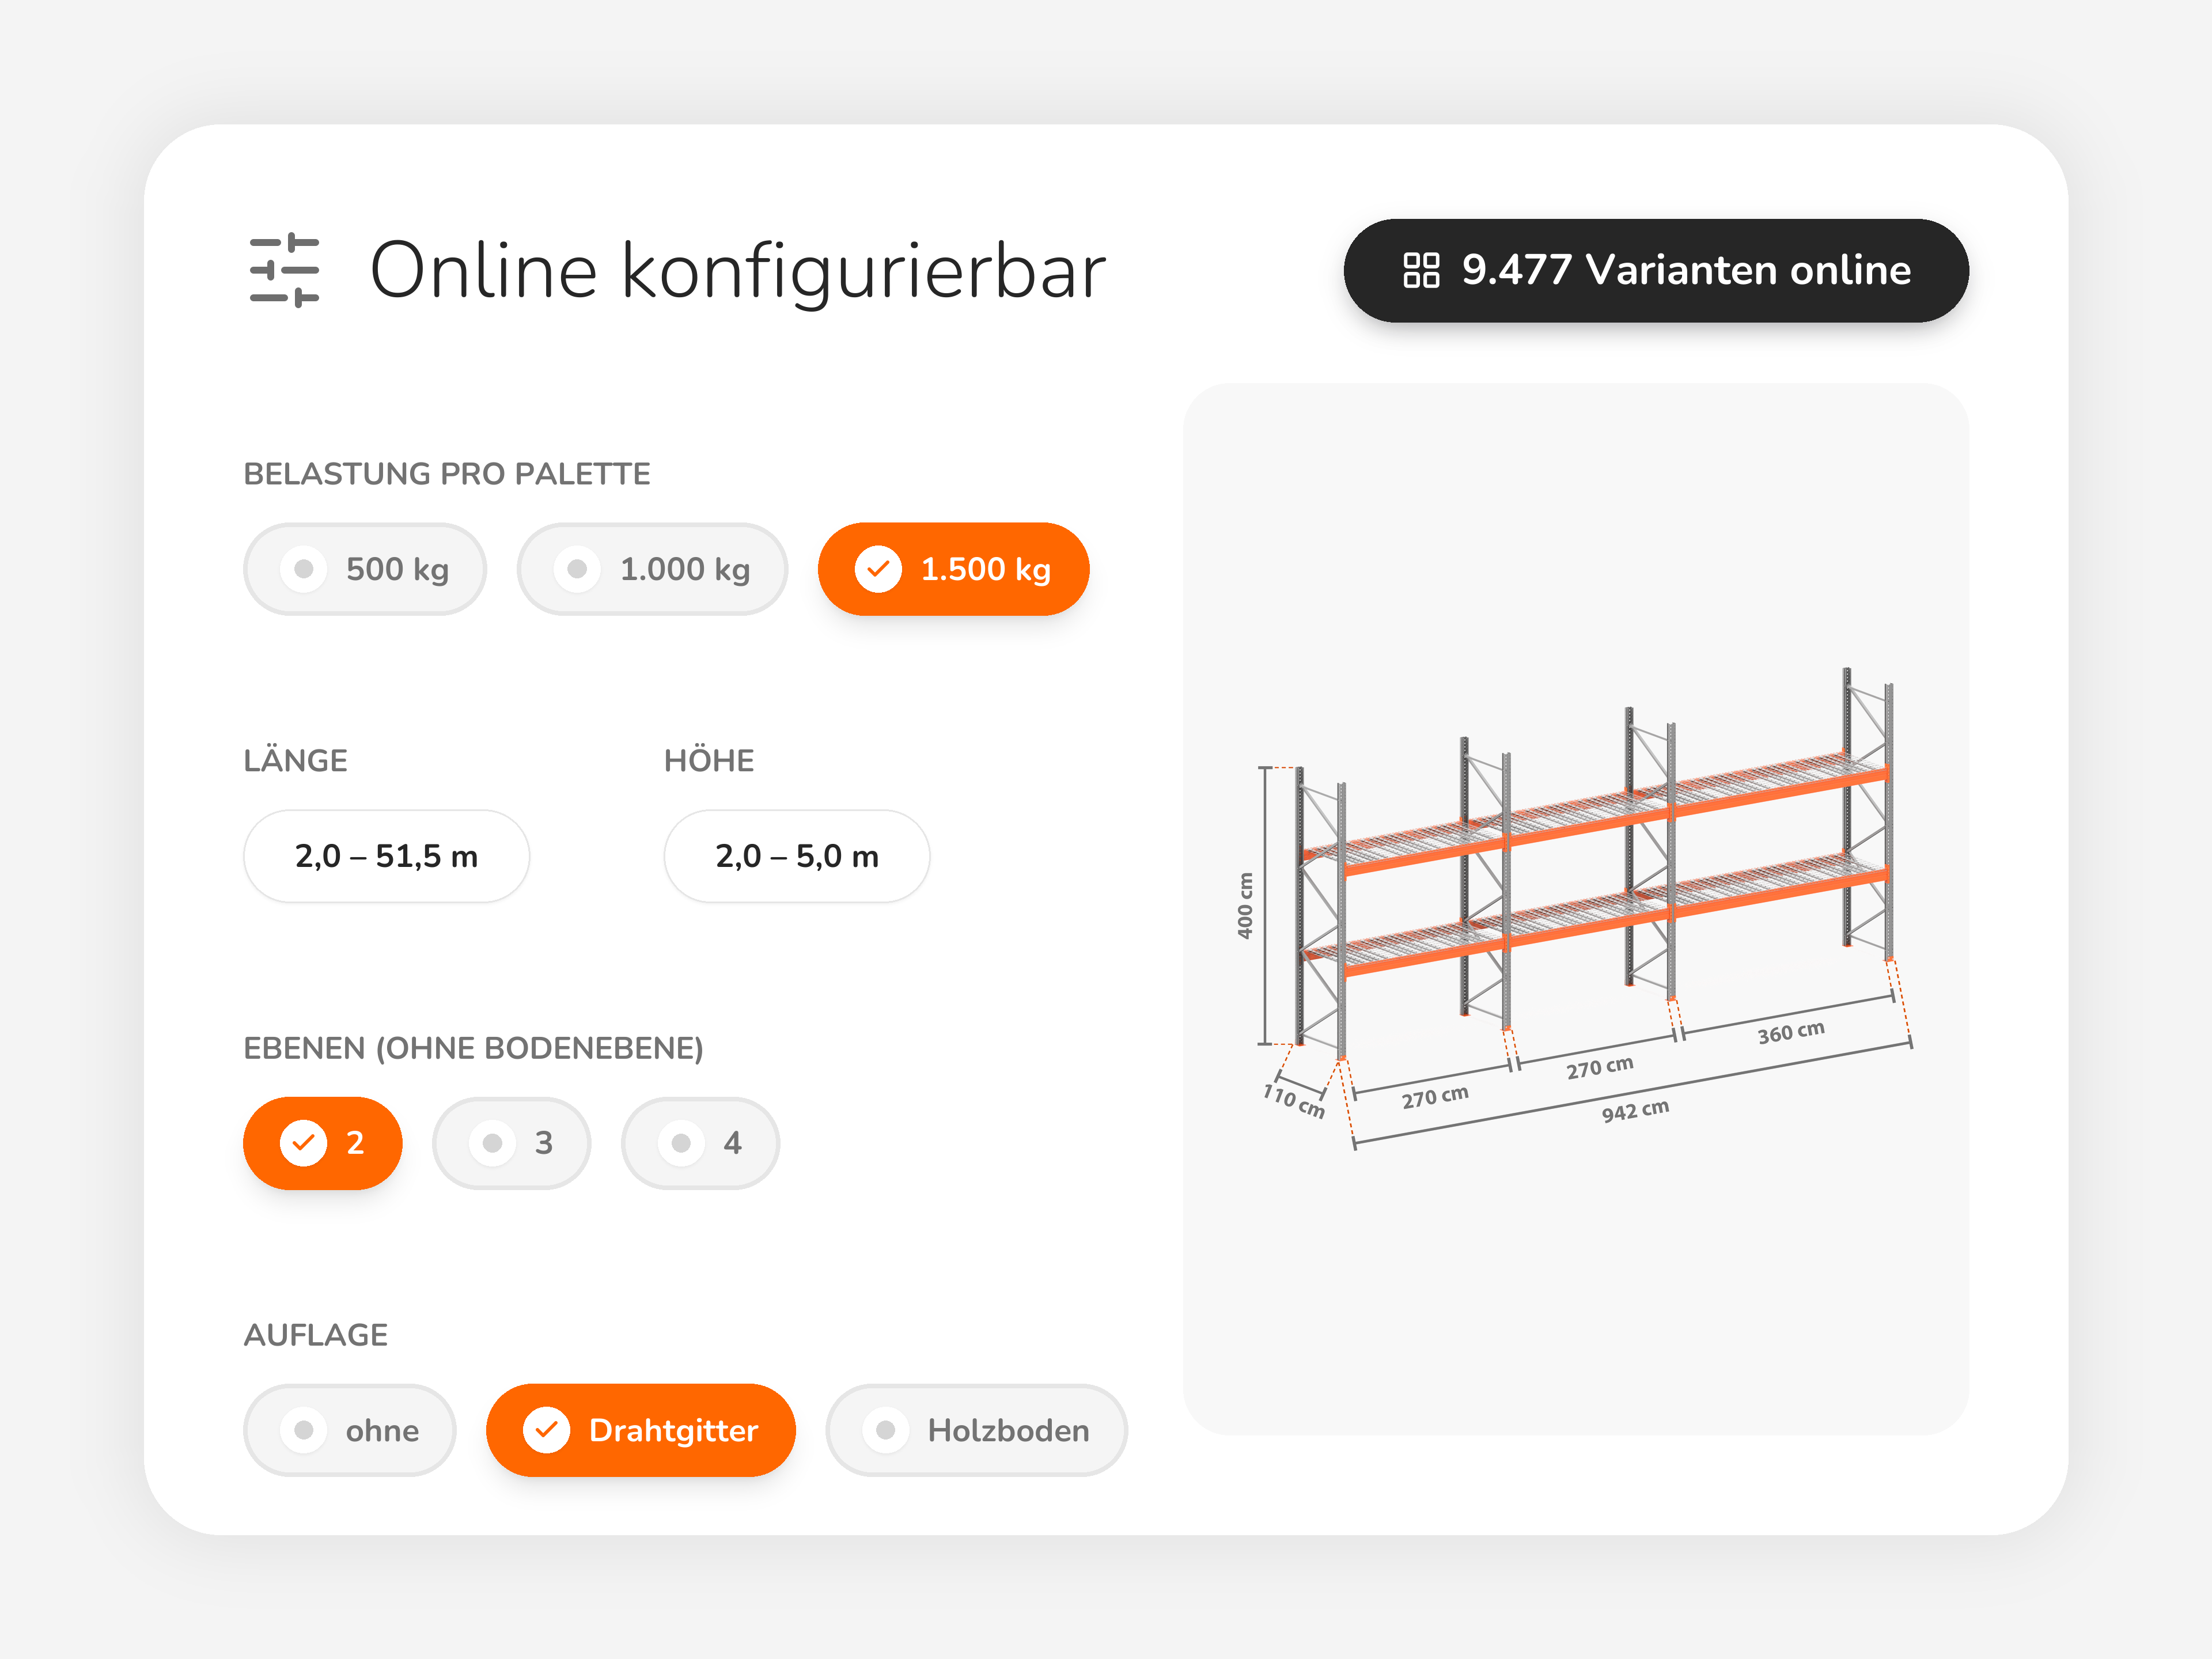 Online konfigurierbar
9.477 Varianten online
BELASTUNG PRO PALETTE
500 kg
1.000 kg
1.500 kg
LÄNGE
HÖHE
2,0 – 51,5 m
2,0 – 5,0 m
EBENEN (OHNE BODENEBENE)
2
3
4
AUFLAGE
ohne
Drahtgitter
Holzboden
400 cm
110 cm
270 cm
270 cm
360 cm
942 cm